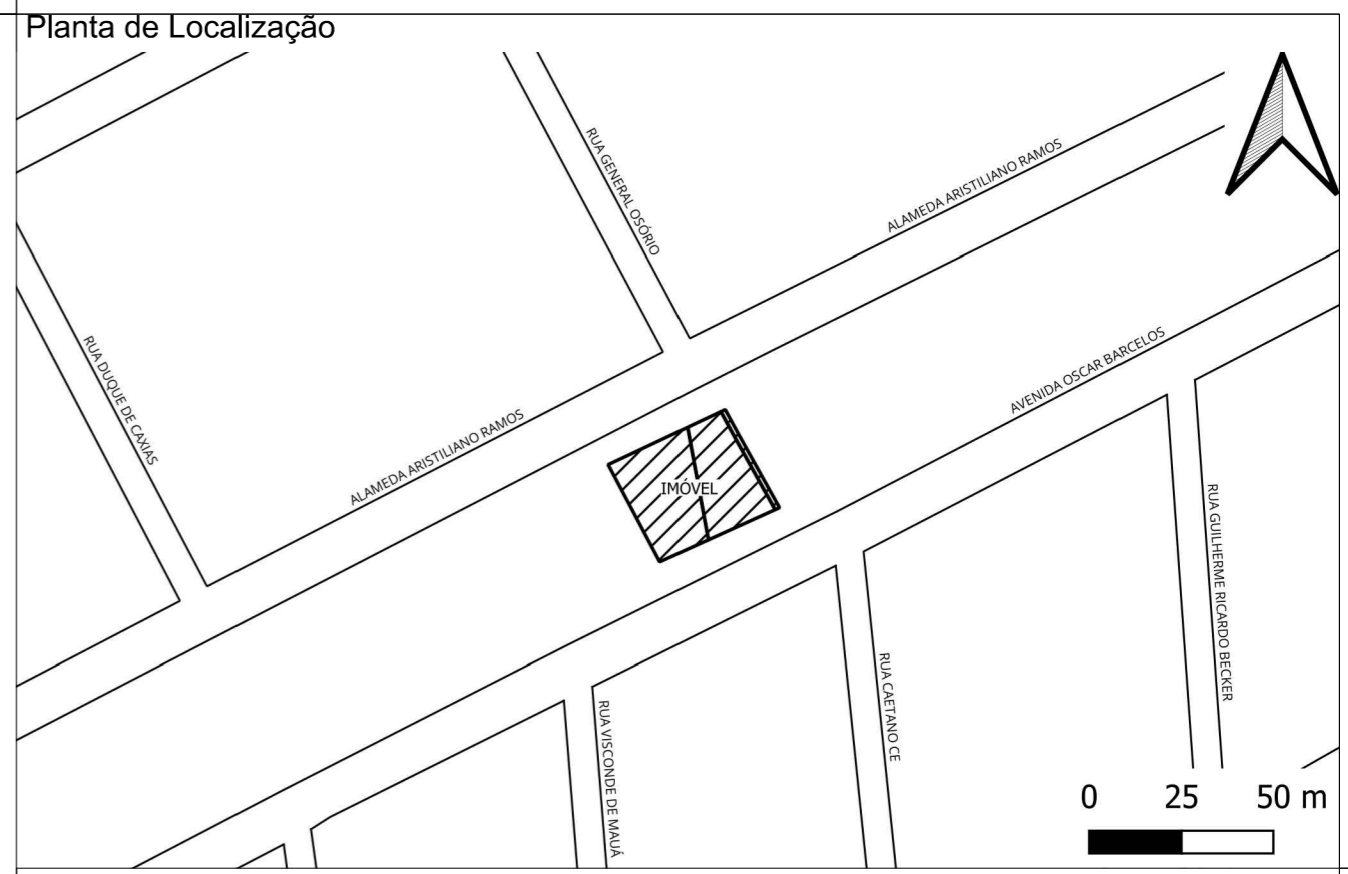 Planta de Localização
RUA GENERAL OSÓRIO
ALAMEDA ARISTILIANO RAMOS
RUA DUQUE DE CAXIAS
ALAMEDA ARISTILIANO RAMOS
AVENIDA OSCAR BARCELOS
IMÓVEL
RUA GUILHERME RICARDO BECKER
RUA CAETANO CE
RUA VISCONDE DE MAUÁ
0 25 50 m